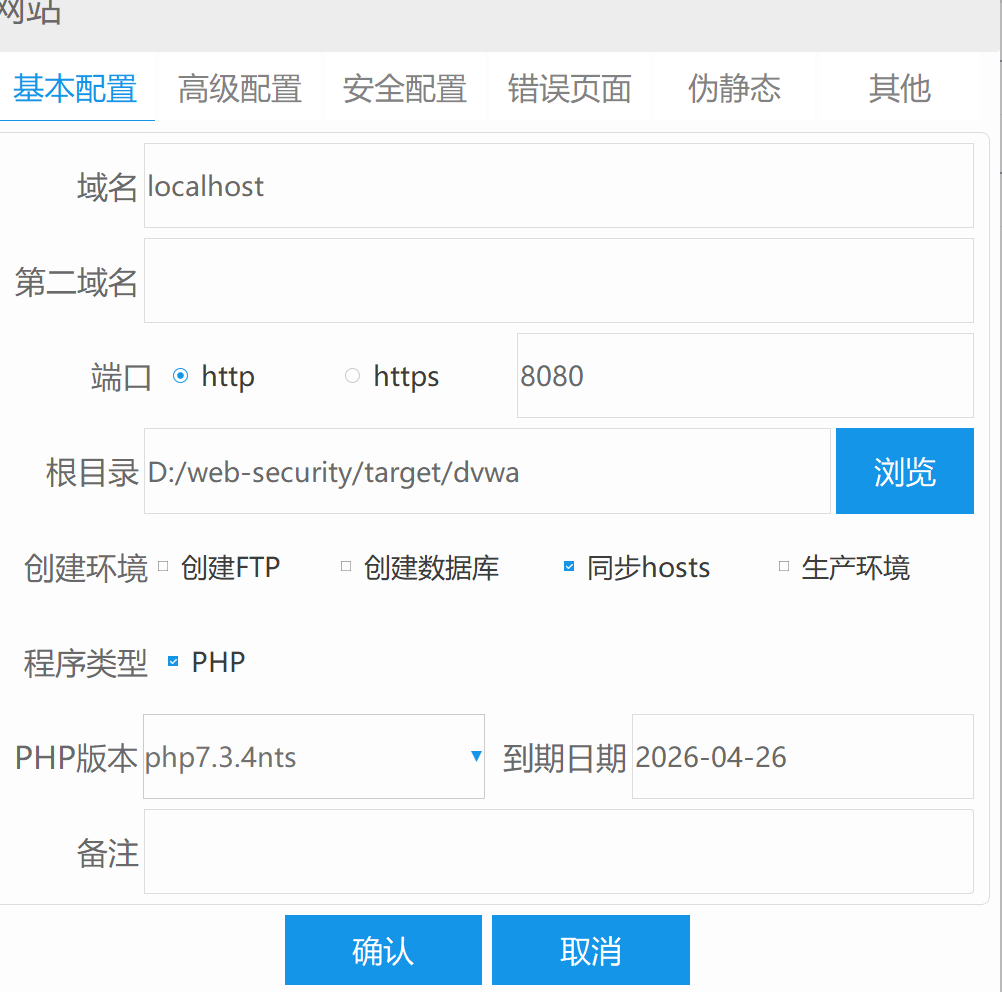 网站
基本配置 高级配置 安全配置 错误页面 伪静态 其他
域名 localhost
第二域名
端口 http https 8080
根目录 D:/web-security/target/dvwa 浏览
创建环境 创建FTP 创建数据库 同步hosts 生产环境
程序类型 PHP
PHP版本 php7.3.4nts 到期日期 2026-04-26
备注
确认 取消